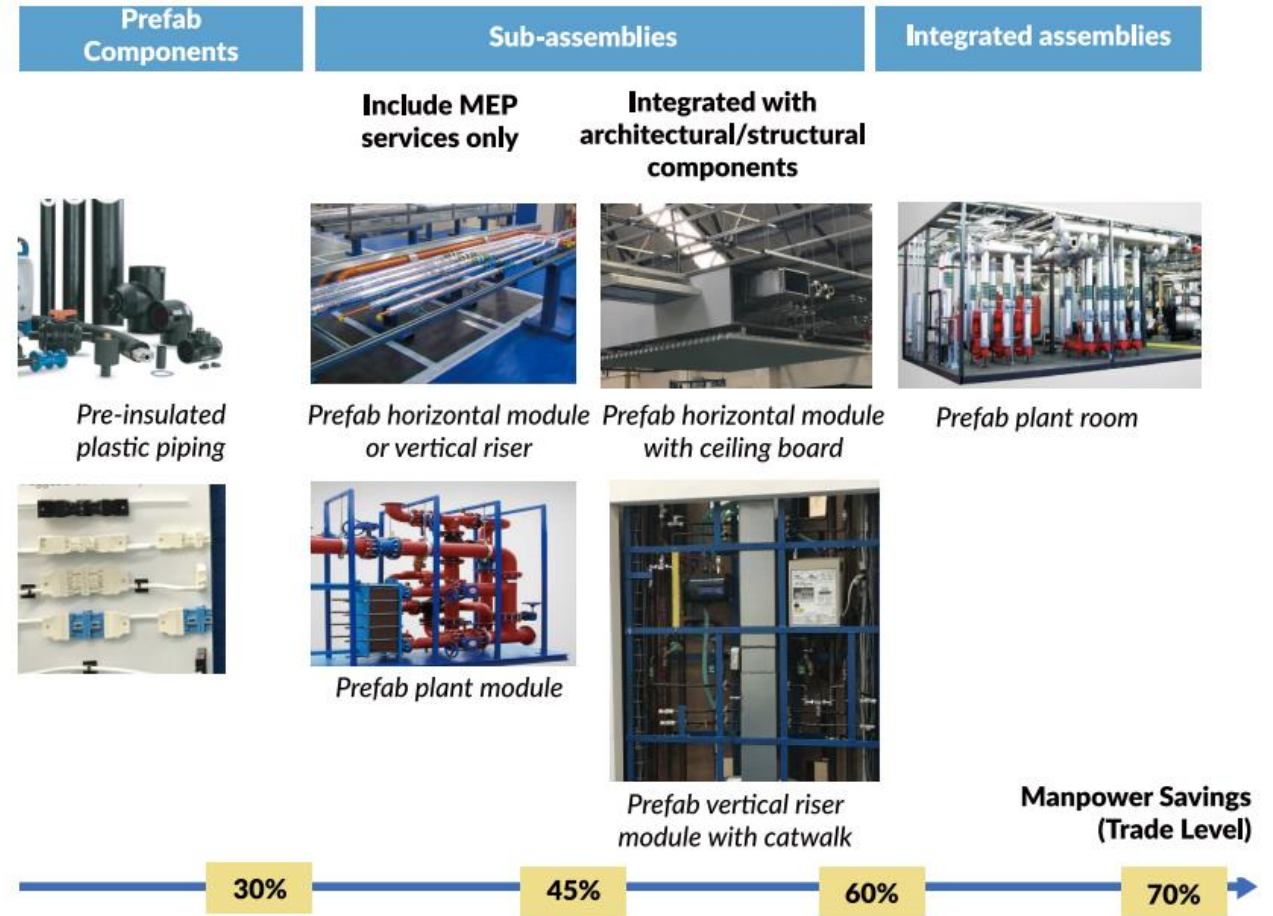 Prefab
Components
Sub-assemblies
Integrated assemblies
Include MEP
services only
Integrated with
architectural/structural
components
Pre-insulated
plastic piping
Prefab horizontal module
or vertical riser
Prefab horizontal module
with ceiling board
Prefab plant room
Prefab plant module
Prefab vertical riser
module with catwalk
Manpower Savings
(Trade Level)
30%
45%
60%
70%